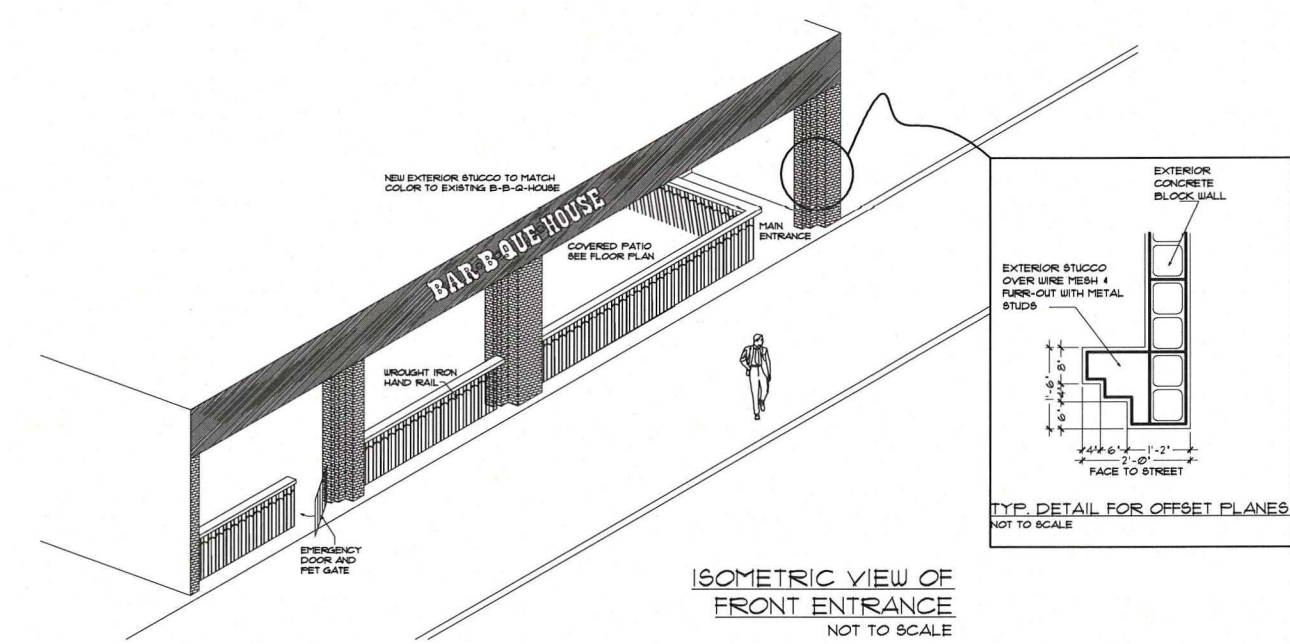 NEW EXTERIOR STUCCO TO MATCH
COLOR TO EXISTING B-B-Q-HOUSE
BAR-B-QUE HOUSE
COVERED PATIO
SEE FLOOR PLAN
MAIN
ENTRANCE
WROUGHT IRON
HAND RAIL
EMERGENCY
DOOR AND
PET GATE
EXTERIOR
CONCRETE
BLOCK WALL
EXTERIOR STUCCO
OVER WIRE MESH &
FURR-OUT WITH METAL
STUDS
1'-6"
8"
4"
6"
4" 6" 1'-2"
2'-0"
FACE TO STREET
TYP. DETAIL FOR OFFSET PLANES
NOT TO SCALE
ISOMETRIC VIEW OF
FRONT ENTRANCE
NOT TO SCALE